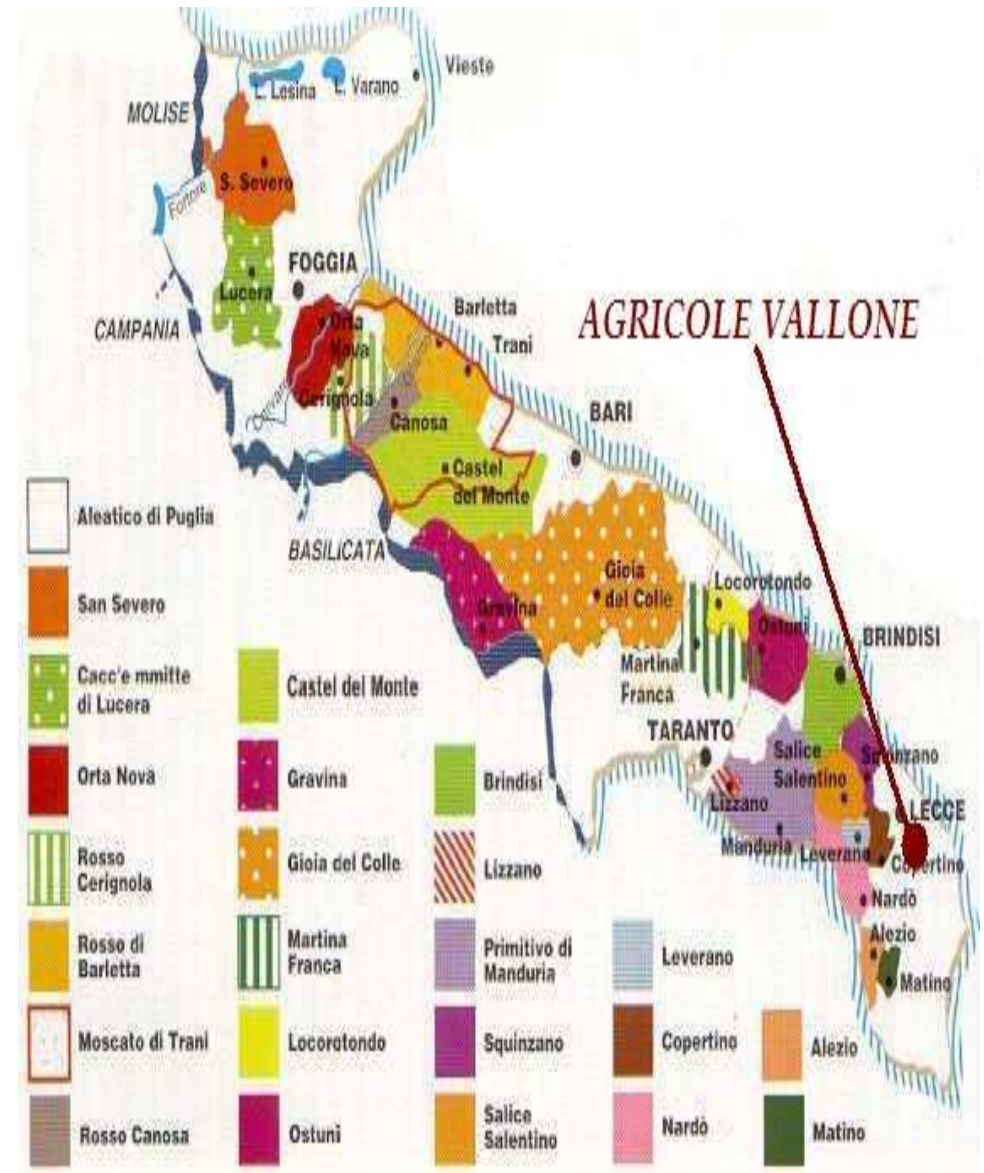 Vieste
L. Lesina
L. Varano
MOLISE
S. Severo
Fortore
FOGGIA
Lucera
Barletta
AGRICOLE VALLONE
CAMPANIA
Orta
Nova
Trani
Cerignola
Canosa
BARI
Castel
del Monte
BASILICATA
Gioia
del Colle
Locorotondo
Gravina
Ostuni
BRINDISI
Martina
Franca
TARANTO
Salice
Salentino
Squinzano
Lizzano
LECCE
Manduria
Leverano
Copertino
Nardò
Alezio
Matino
Aleatico di Puglia
San Severo
Cacc'e mmitte
di Lucera
Orta Nova
Rosso
Cerignola
Rosso di
Barletta
Moscato di Trani
Rosso Canosa
Castel del Monte
Gravina
Gioia del Colle
Martina
Franca
Locorotondo
Ostuni
Brindisi
Lizzano
Primitivo di
Manduria
Squinzano
Salice
Salentino
Leverano
Copertino
Nardò
Alezio
Matino